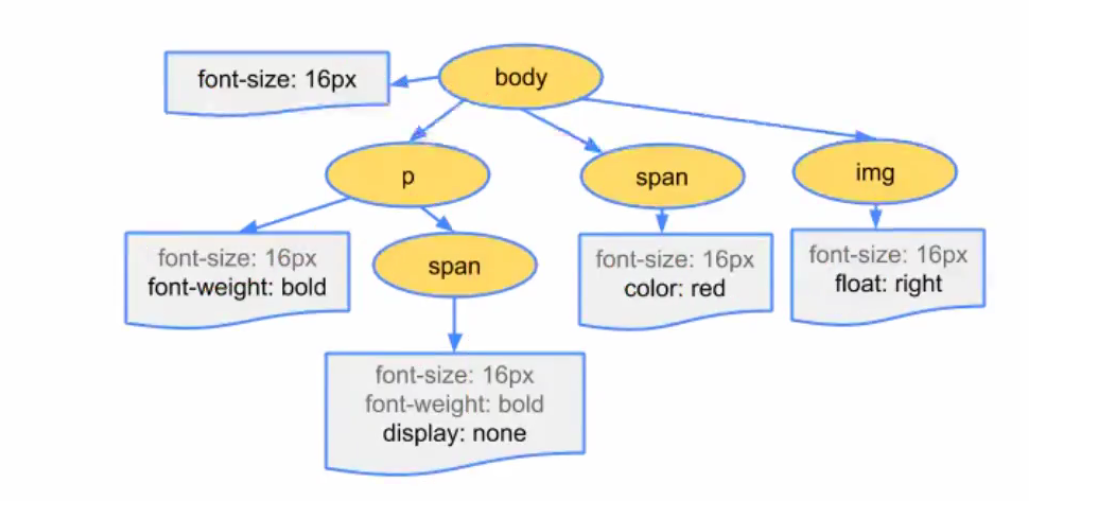 font-size: 16px
body
p
span
img
font-size: 16px
font-weight: bold
span
font-size: 16px
color: red
font-size: 16px
float: right
font-size: 16px
font-weight: bold
display: none